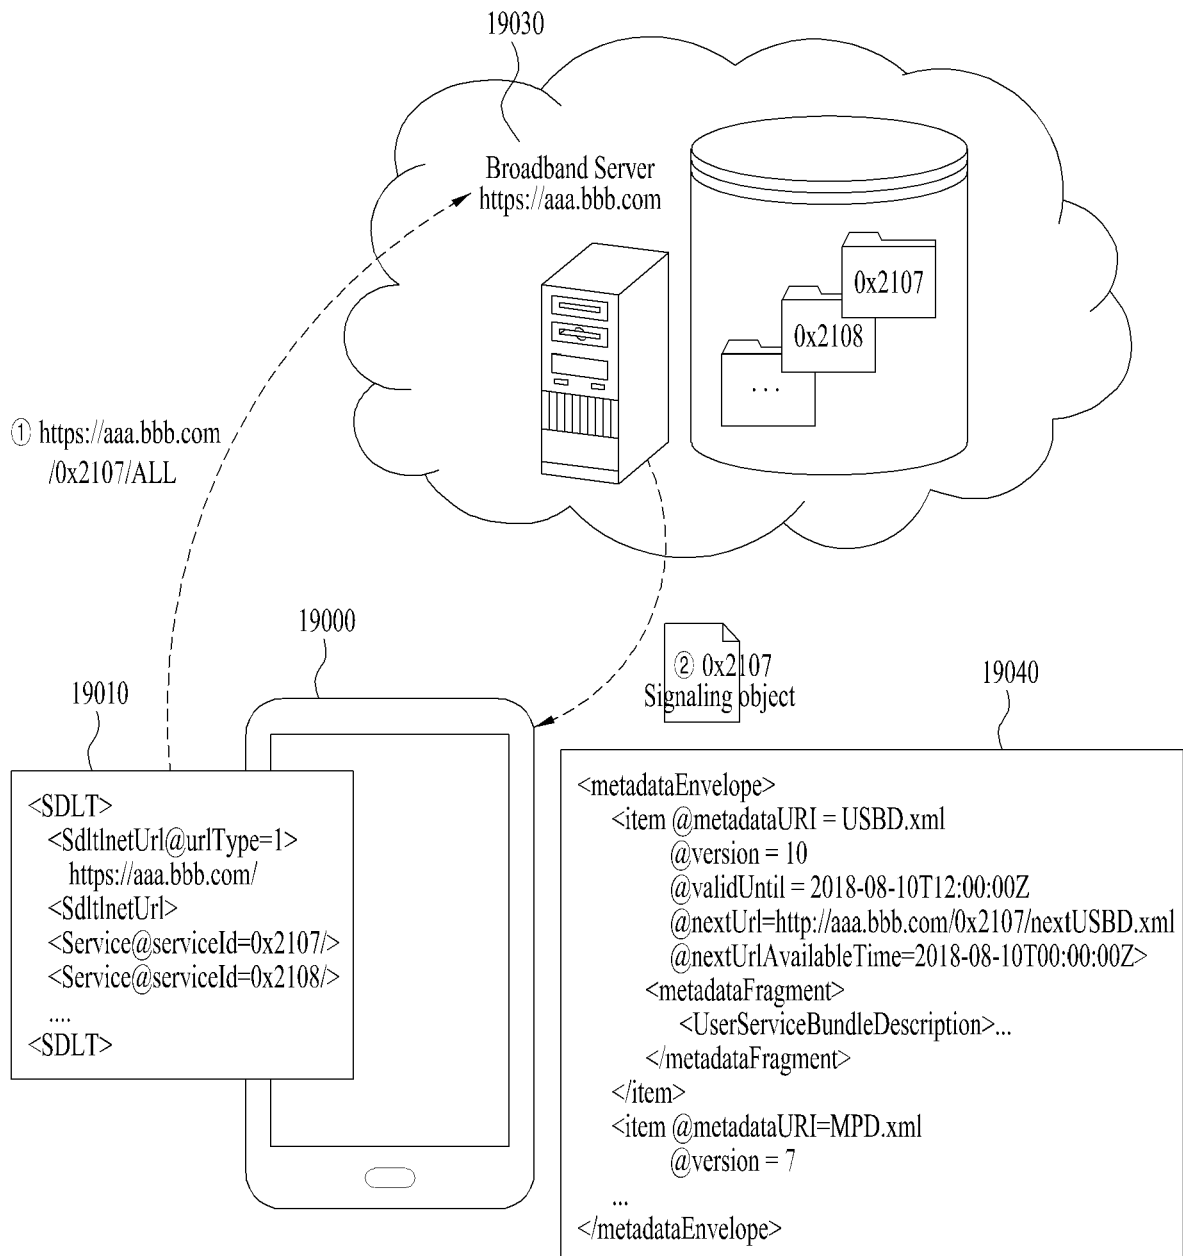 19030
Broadband Server
https://aaa.bbb.com
0x2107
0x2108
...
① https://aaa.bbb.com
/0x2107/ALL
19000
19010
② 0x2107
Signaling object
19040
<SDLT>
<SdltInetUrl@urlType=1>
https://aaa.bbb.com/
<SdltInetUrl>
<Service@serviceId=0x2107/>
<Service@serviceId=0x2108/>
....
<SDLT>
<metadataEnvelope>
<item @metadataURI = USBD.xml
@version = 10
@validUntil = 2018-08-10T12:00:00Z
@nextUrl=http://aaa.bbb.com/0x2107/nextUSBD.xml
@nextUrlAvailableTime=2018-08-10T00:00:00Z>
<metadataFragment>
<UserServiceBundleDescription>...
</metadataFragment>
</item>
<item @metadataURI=MPD.xml
@version = 7
...
</metadataEnvelope>